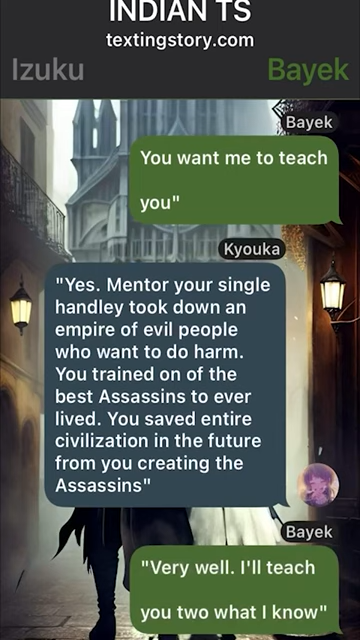 INDIAN TS
textingstory.com
Izuku
Bayek
Bayek
You want me to teach
you"
Kyouka
"Yes. Mentor your single
handley took down an
empire of evil people
who want to do harm.
You trained on of the
best Assassins to ever
lived. You saved entire
civilization in the future
from you creating the
Assassins"
Bayek
"Very well. I'll teach
you two what I know"